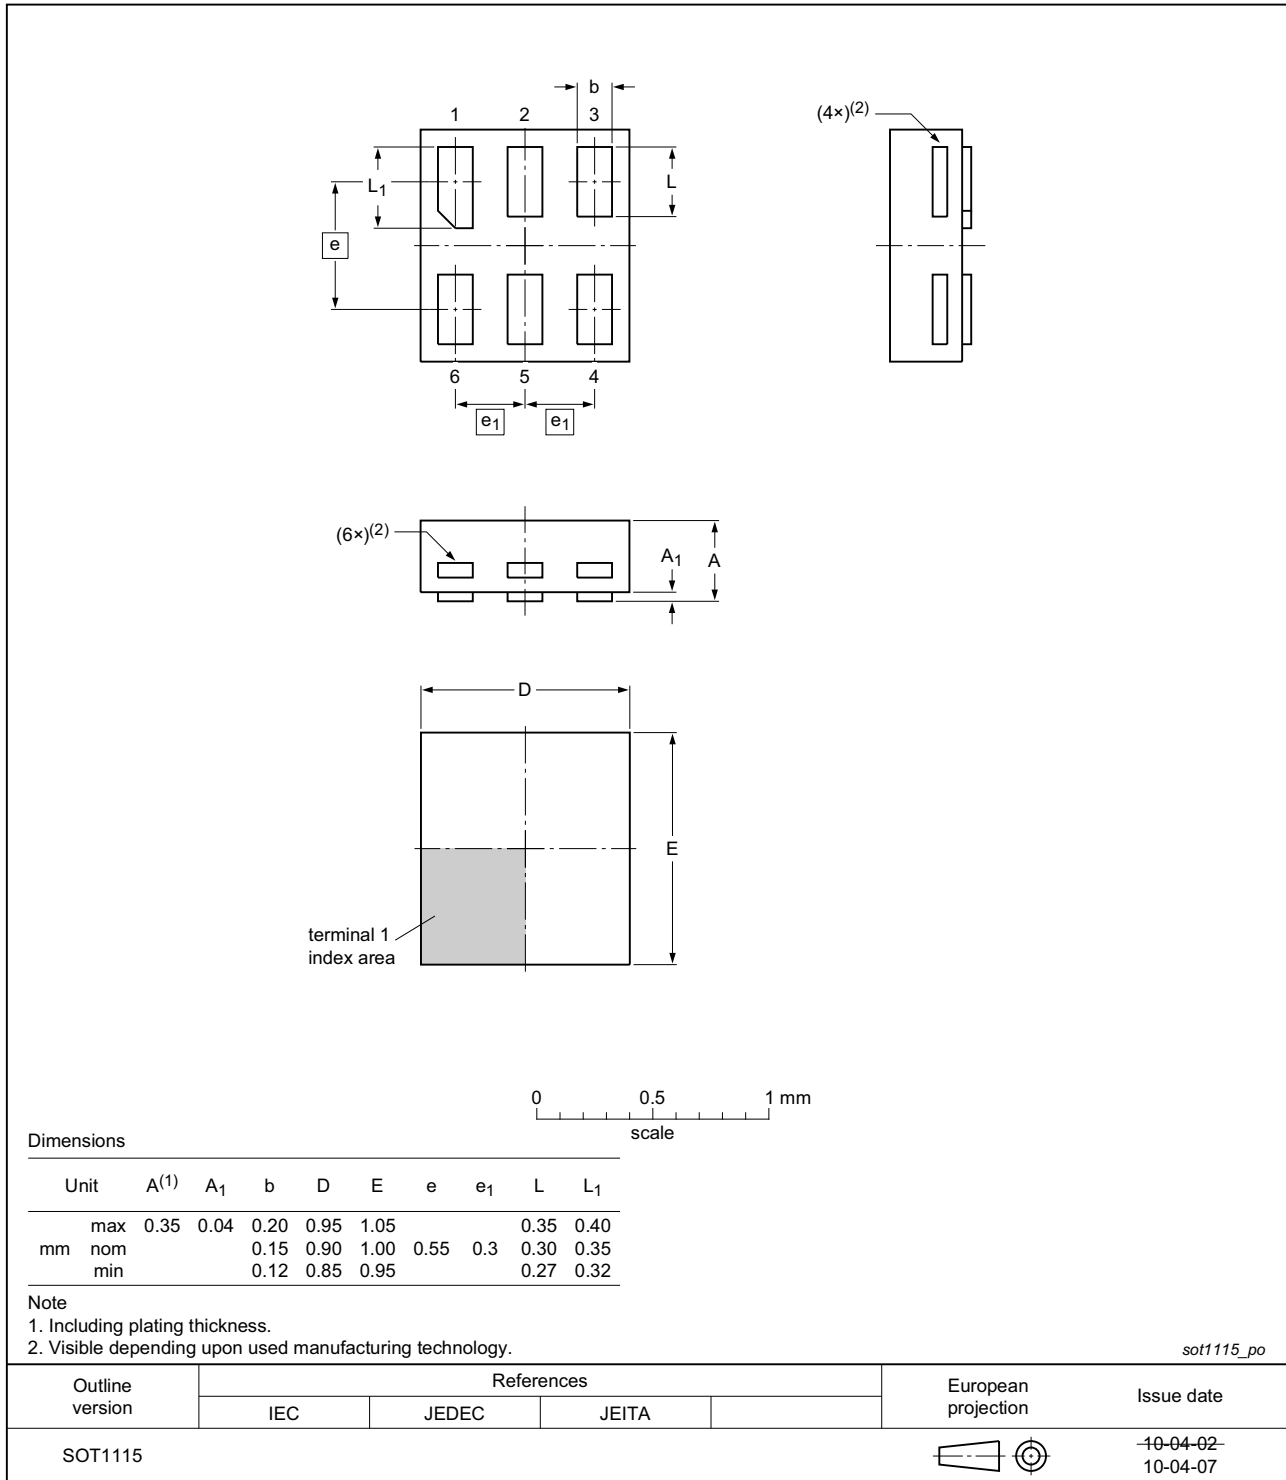 b
1 2 3
(4×)(2)
L1
L
e
6 5 4
e1 e1
(6×)(2)
A1 A
D
E
terminal 1
index area
0 0.5 1 mm
scale
Dimensions
Unit A(1) A1 b D E e e1 L L1
max 0.35 0.04 0.20 0.95 1.05 0.35 0.40
mm nom 0.15 0.90 1.00 0.55 0.3 0.30 0.35
min 0.12 0.85 0.95 0.27 0.32
Note
1. Including plating thickness.
2. Visible depending upon used manufacturing technology.
sot1115_po
Outline
version
References
IEC JEDEC JEITA
European
projection
Issue date
SOT1115
10-04-02
10-04-07